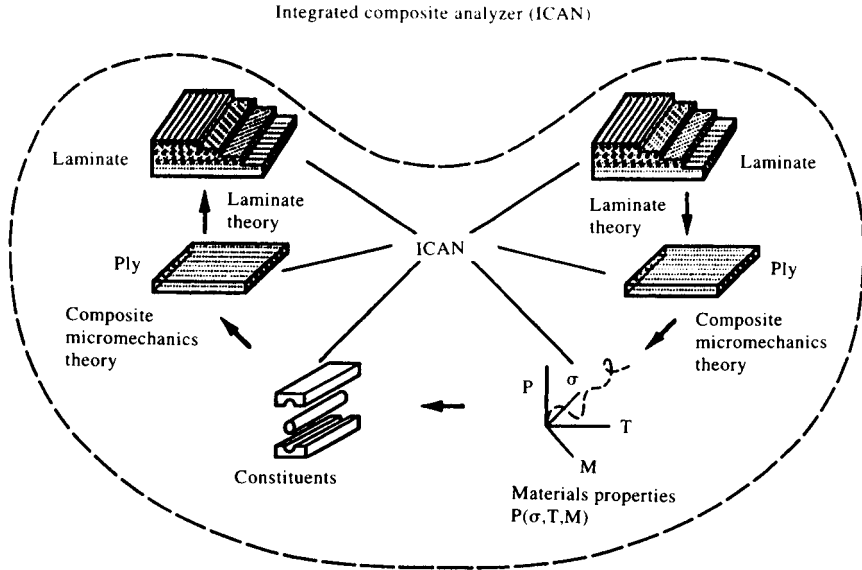 Integrated composite analyzer (ICAN)
Laminate
Laminate
theory
Ply
Composite
micromechanics
theory
Constituents
ICAN
Laminate
Laminate
theory
Ply
Composite
micromechanics
theory
P
σ
T
M
Materials properties
P(σ,T,M)